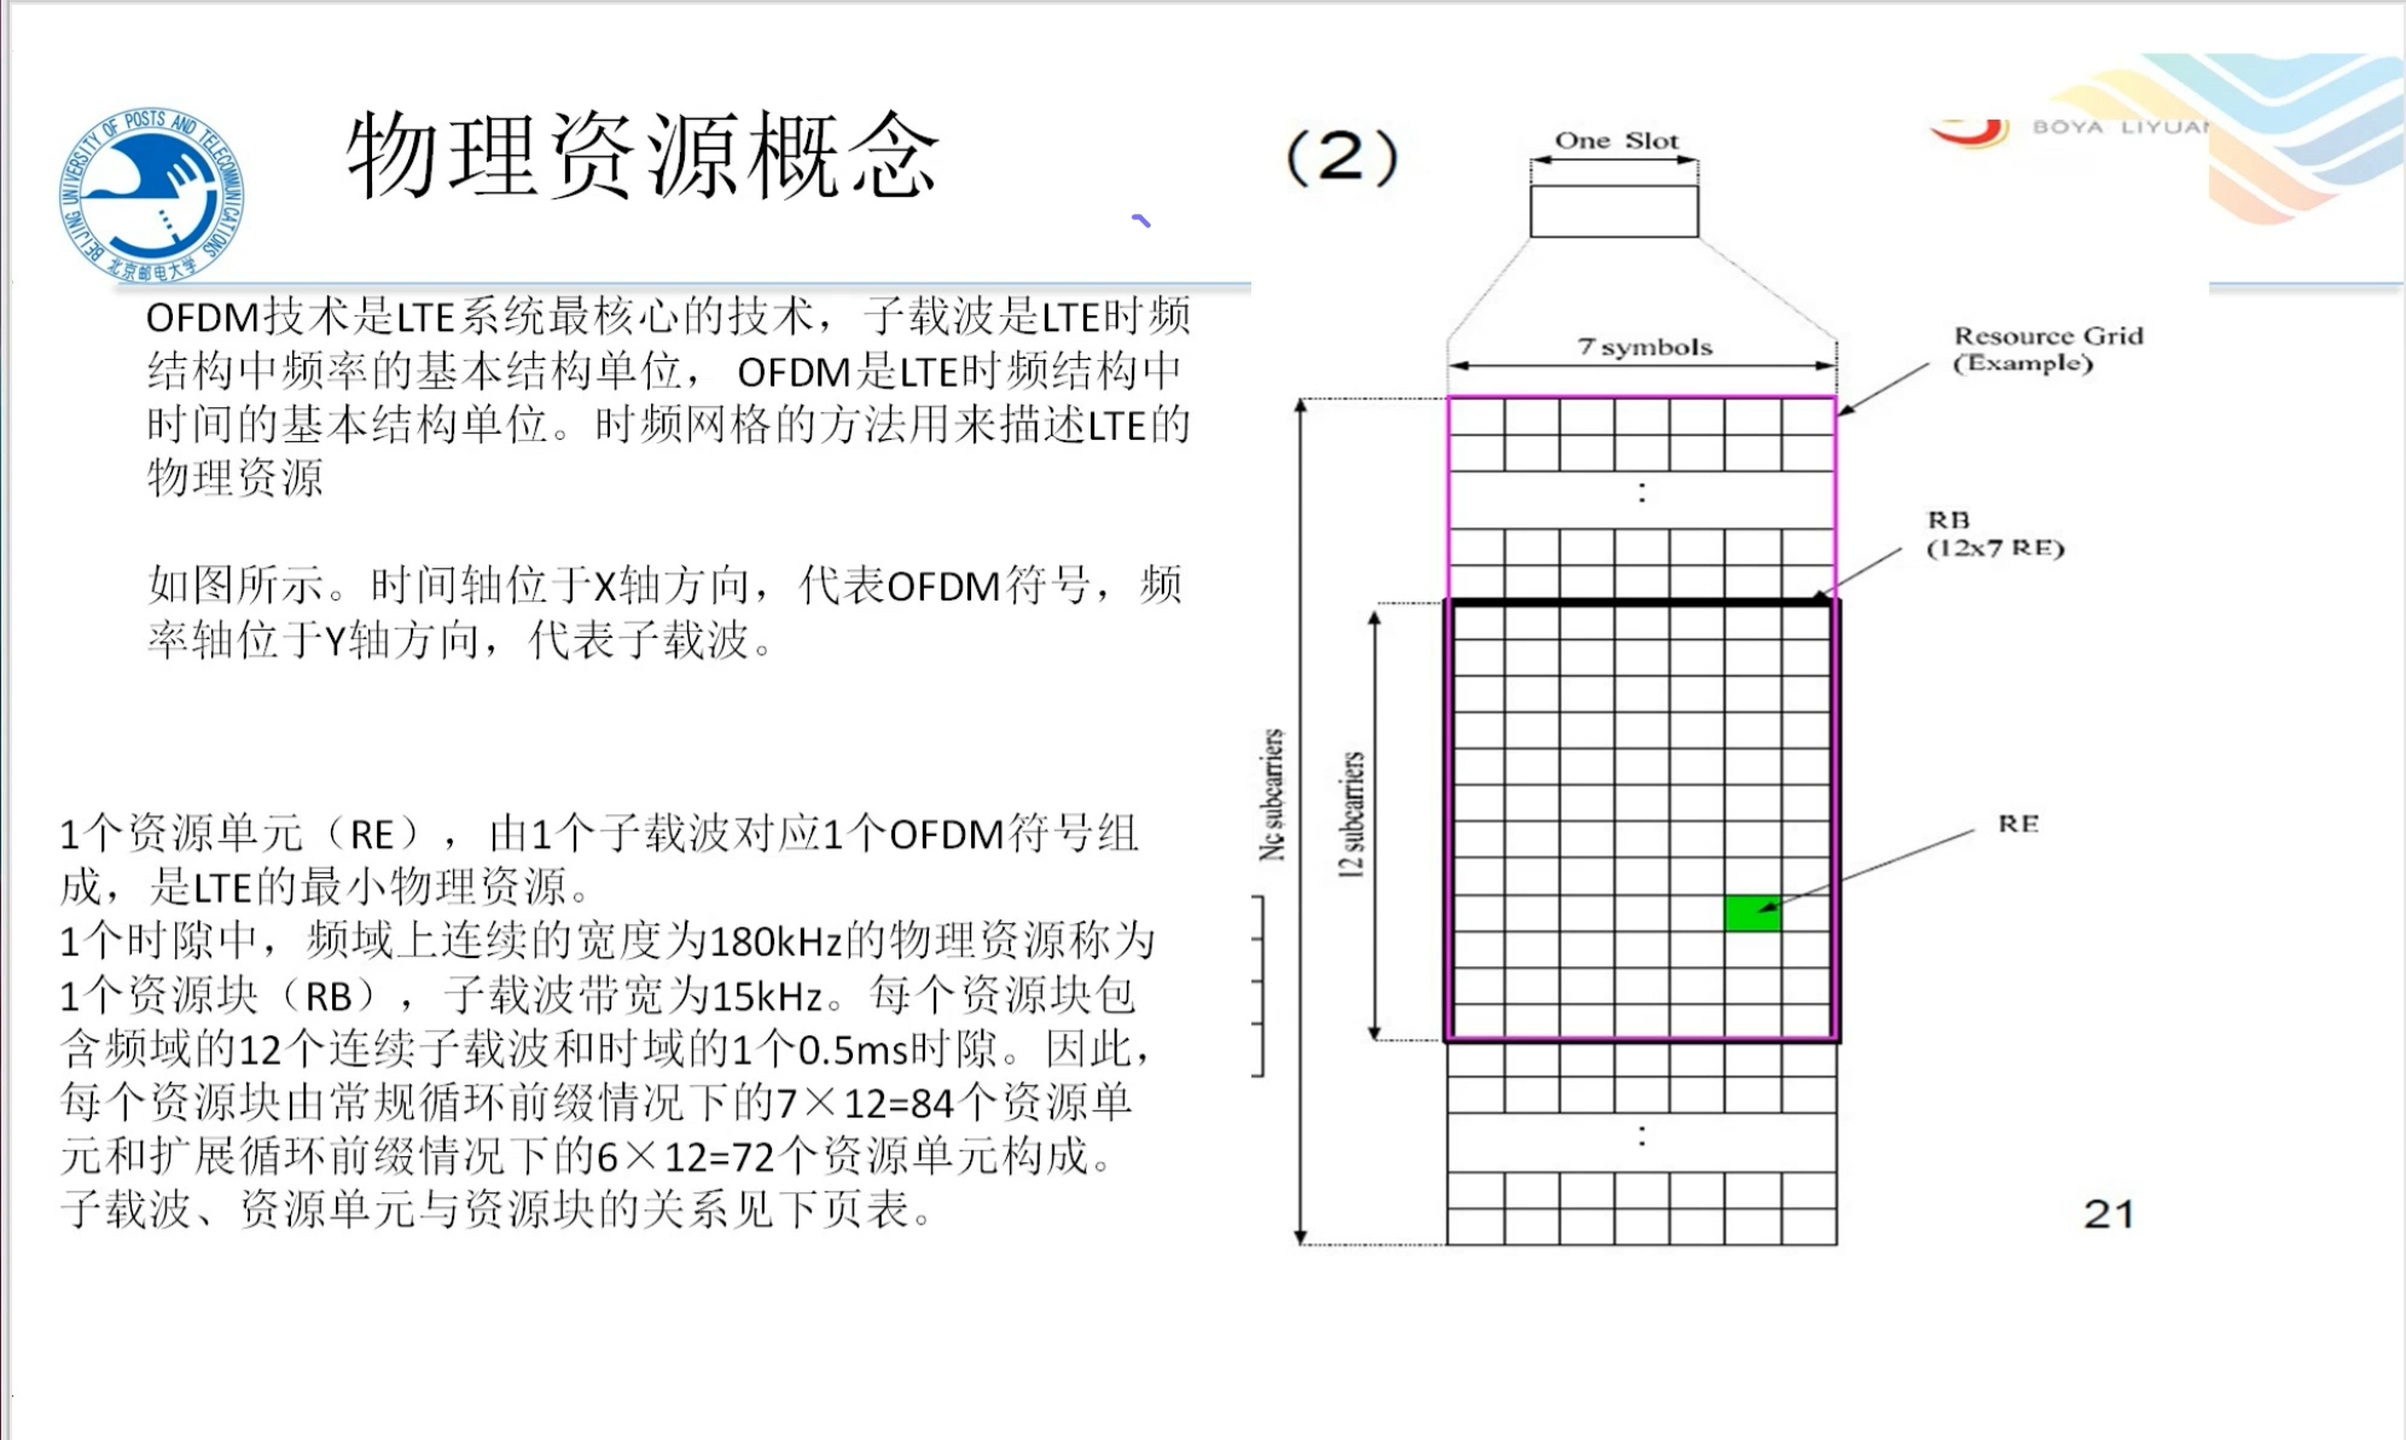 BEIJING UNIVERSITY OF POSTS AND TELECOMMUNICATIONS
北京邮电大学
物理资源概念
（2）
BOYA LIYUAN
OFDM技术是LTE系统最核心的技术，子载波是LTE时频
结构中频率的基本结构单位， OFDM是LTE时频结构中
时间的基本结构单位。时频网格的方法用来描述LTE的
物理资源
如图所示。时间轴位于X轴方向，代表OFDM符号，频
率轴位于Y轴方向，代表子载波。
1个资源单元（RE），由1个子载波对应1个OFDM符号组
成，是LTE的最小物理资源。
1个时隙中，频域上连续的宽度为180kHz的物理资源称为
1个资源块（RB），子载波带宽为15kHz。每个资源块包
含频域的12个连续子载波和时域的1个0.5ms时隙。因此，
每个资源块由常规循环前缀情况下的7×12=84个资源单
元和扩展循环前缀情况下的6×12=72个资源单元构成。
子载波、资源单元与资源块的关系见下页表。
One Slot
7 symbols
Resource Grid
(Example)
RB
(12x7 RE)
Nc subcarriers
12 subcarriers
:
RE
:
21